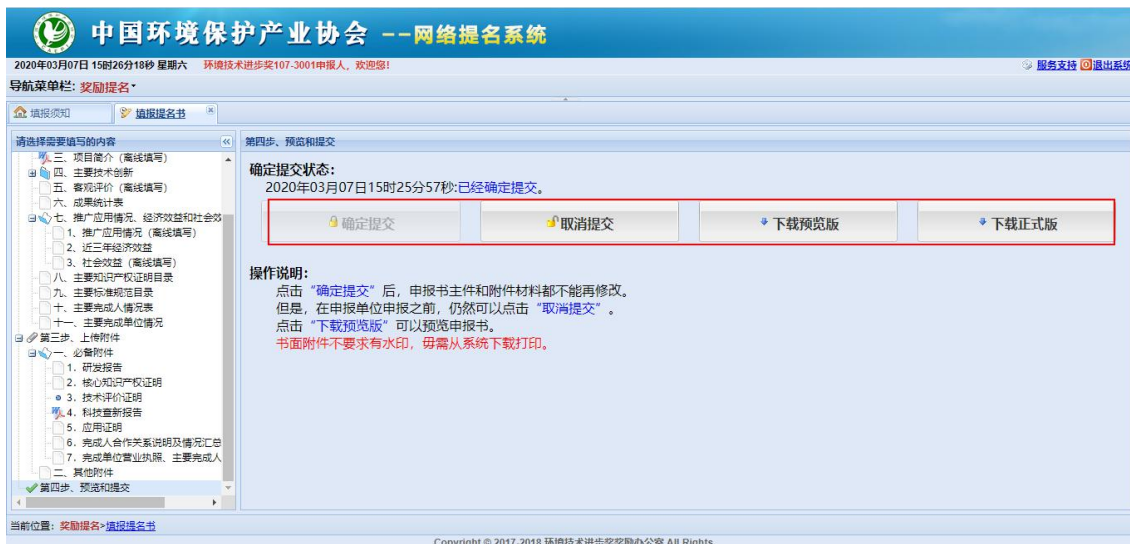 中国环境保护产业协会 --网络提名系统
2020年03月07日 15时26分18秒 星期六 环境技术进步奖107-3001申报人，欢迎您!
服务支持 退出系统
导航菜单栏: 奖励提名
填报须知 填报提名书
请选择需要填写的内容
三、项目简介（离线填写）
四、主要技术创新
五、客观评价（离线填写）
六、成果统计表
七、推广应用情况、经济效益和社会效
1、推广应用情况（离线填写）
2、近三年经济效益
3、社会效益（离线填写）
八、主要知识产权证明目录
九、主要标准规范目录
十、主要完成人情况表
十一、主要完成单位情况
第三步、上传附件
一、必备附件
1．研发报告
2．核心知识产权证明
3．技术评价证明
4．科技查新报告
5．应用证明
6．完成人合作关系说明及情况汇总
7．完成单位营业执照、主要完成人
二、其他附件
第四步、预览和提交
第四步、预览和提交
确定提交状态:
2020年03月07日15时25分57秒:已经确定提交。
确定提交 取消提交 下载预览版 下载正式版
操作说明:
点击“确定提交”后，申报书主件和附件材料都不能再修改。
但是，在申报单位申报之前，仍然可以点击“取消提交”。
点击“下载预览版”可以预览申报书。
书面附件不要求有水印，毋需从系统下载打印。
当前位置: 奖励提名>填报提名书
Copyright © 2017-2018 环境技术进步奖奖励办公室 All Rights